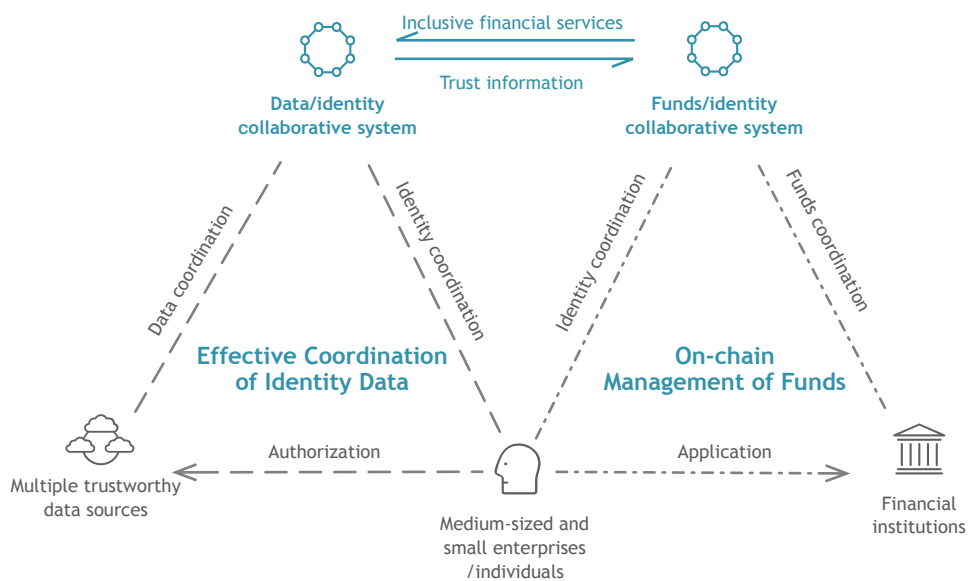 Inclusive financial services
Trust information
Data/identity
collaborative system
Funds/identity
collaborative system
Data coordination
Identity coordination
Identity coordination
Funds coordination
Effective Coordination
of Identity Data
On-chain
Management of Funds
Authorization
Application
Multiple trustworthy
data sources
Medium-sized and
small enterprises
/individuals
Financial
institutions